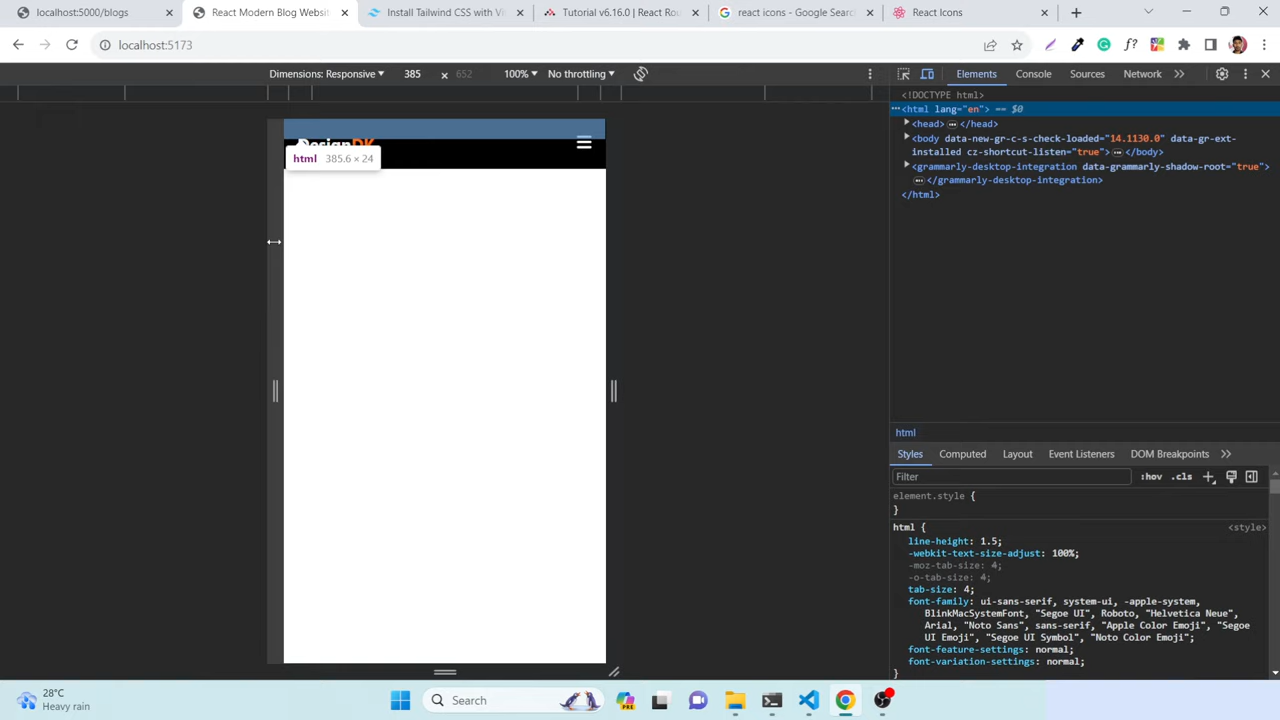 localhost:5000/blogs
React Modern Blog Websit
Install Tailwind CSS with Vi
Tutorial v6.16.0 | React Rou
react icons - Google Searc
React Icons
localhost:5173
Dimensions: Responsive
385
652
100%
No throttling
Elements
Console
Sources
Network
DesignDK
html 385.6 × 24
<!DOCTYPE html>
<html lang="en"> == $0
<head> </head>
<body data-new-gr-c-s-check-loaded="14.1130.0" data-gr-ext-
installed cz-shortcut-listen="true"> </body>
<grammarly-desktop-integration data-grammarly-shadow-root="true">
</grammarly-desktop-integration>
</html>
html
Styles
Computed
Layout
Event Listeners
DOM Breakpoints
Filter
:hov
.cls
element.style {
}
html {
<style>
line-height: 1.5;
-webkit-text-size-adjust: 100%;
-moz-tab-size: 4;
-o-tab-size: 4;
tab-size: 4;
font-family: ui-sans-serif, system-ui, -apple-system,
BlinkMacSystemFont, "Segoe UI", Roboto, "Helvetica Neue",
Arial, "Noto Sans", sans-serif, "Apple Color Emoji", "Segoe
UI Emoji", "Segoe UI Symbol", "Noto Color Emoji";
font-feature-settings: normal;
font-variation-settings: normal;
}
28°C
Heavy rain
Search
PRE